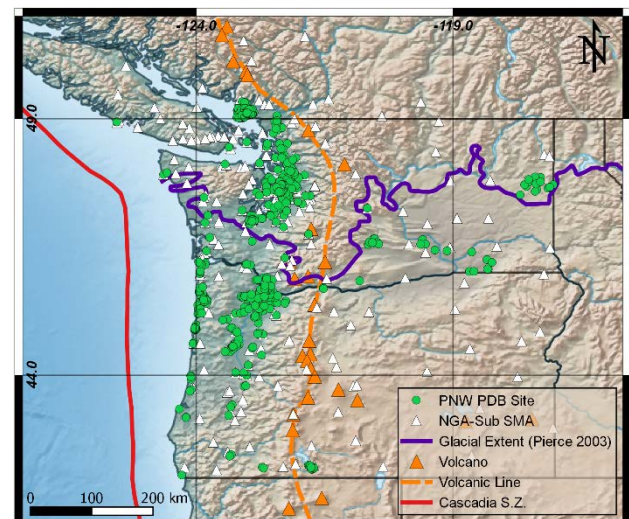 -124.0
-119.0
N
49.0
44.0
PNW PDB Site
NGA-Sub SMA
Glacial Extent (Pierce 2003)
Volcano
Volcanic Line
Cascadia S.Z.
0 100 200 km